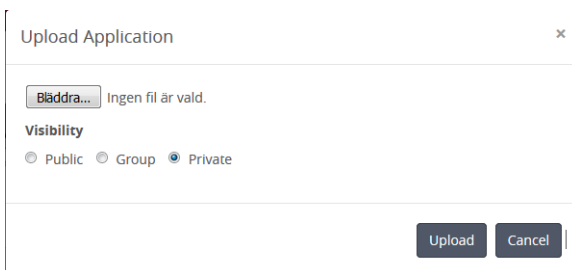 Upload Application ×
Bläddra... Ingen fil är vald.
Visibility
Public Group Private
Upload Cancel